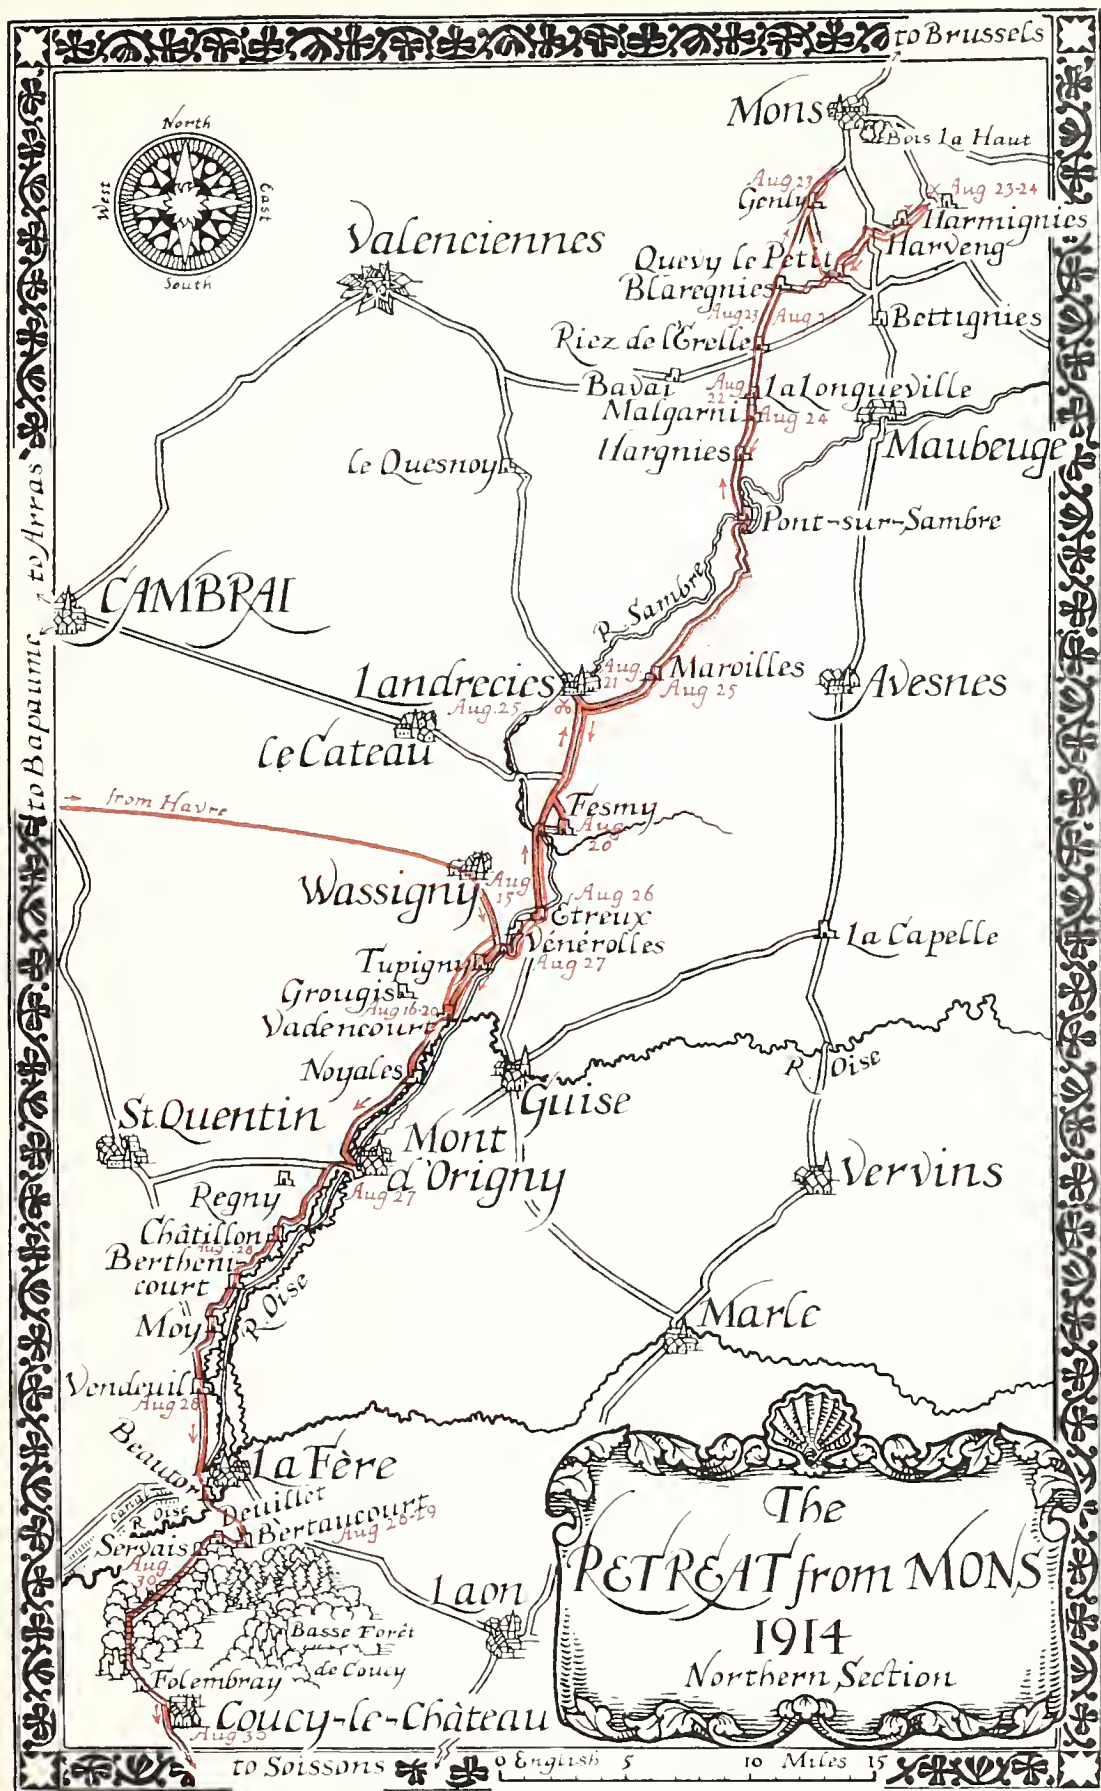 to Brussels
Mons
Bois La Haut
North
West
East
South
Aug 23
Genly
Aug 23-24
Harmignies
Harveng
Valenciennes
Quevy le Petit
Blaregnies
Aug 23
Aug 24
Bettignies
Riez de l'Erelle
Bavai
Aug
22
La Longueville
Malgarni
Aug 24
Maubeuge
Hargnies
le Quesnoy
to Arras
Pont-sur-Sambre
CAMBRAI
R. Sambre
to Bapaume
Landrecies
Aug
21
Maroilles
Aug 25
Aug. 25
Avesnes
Le Cateau
from Havre
Fesmy
Aug
20
Wassigny
Aug
15
Aug 26
Etreux
Vénérolles
Aug 27
La Capelle
Tupigny
Grougis
Aug 16-20
Vadencourt
Noyales
R. Oise
Guise
St. Quentin
Mont
d'Origny
Aug 27
Vervins
Regny
Châtillon
Aug. 28
Bertheni-
court
R. Oise
Moy
Marle
Vendeuil
Aug 28
Beautor
La Fère
Canal
R. Oise
Deuillet
Bertaucourt
Aug 28-29
Servais
Aug.
30
Laon
Basse Forêt
de Coucy
Folembray
Coucy-le-Château
Aug 30
to Soissons
The
RETREAT from MONS
1914
Northern Section
0 English 5 10 Miles 15